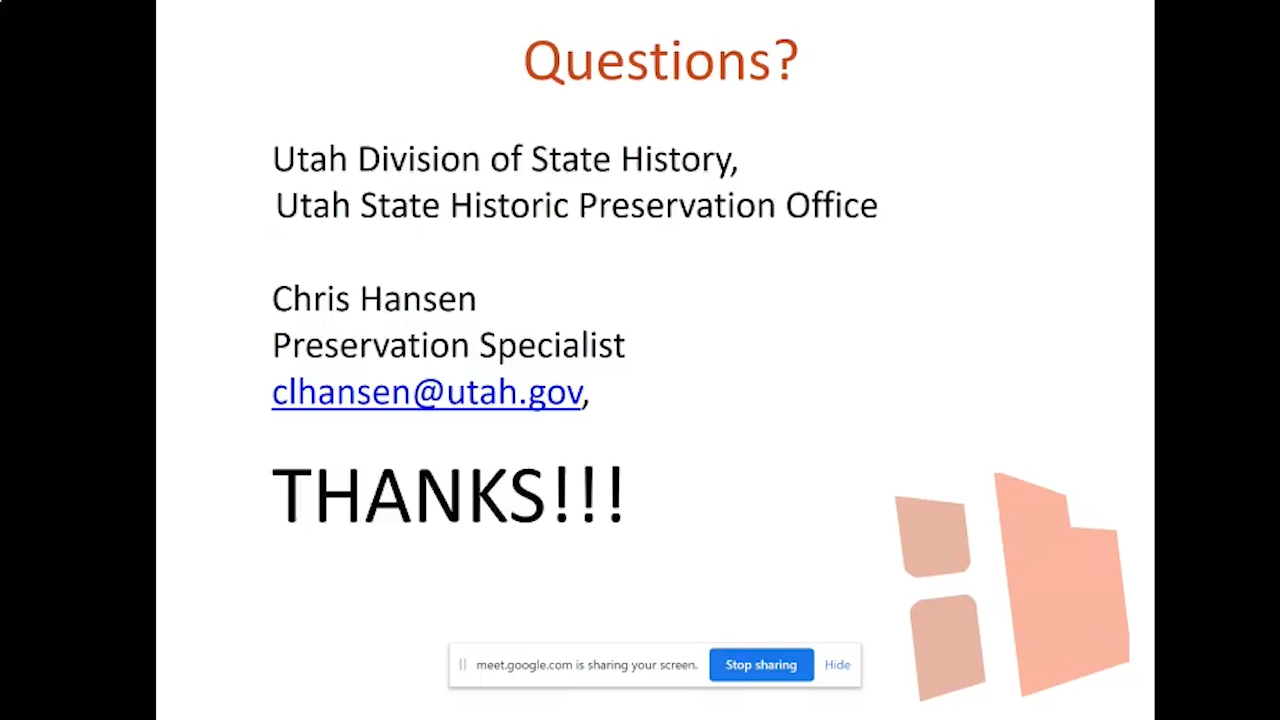 Questions?
Utah Division of State History,
Utah State Historic Preservation Office
Chris Hansen
Preservation Specialist
clhansen@utah.gov,
THANKS!!!
meet.google.com is sharing your screen. Stop sharing Hide